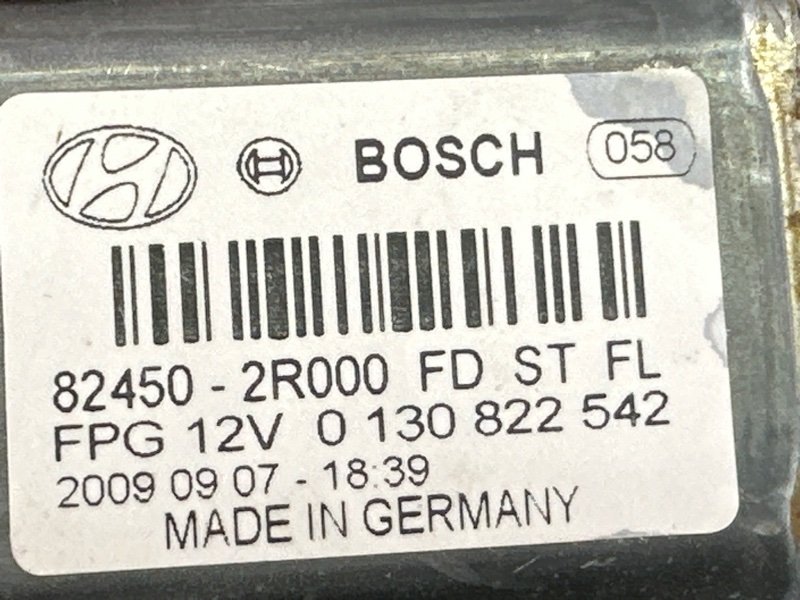 BOSCH 058
82450 - 2R000 FD ST FL
FPG 12V 0 130 822 542
2009 09 07 - 18:39
MADE IN GERMANY